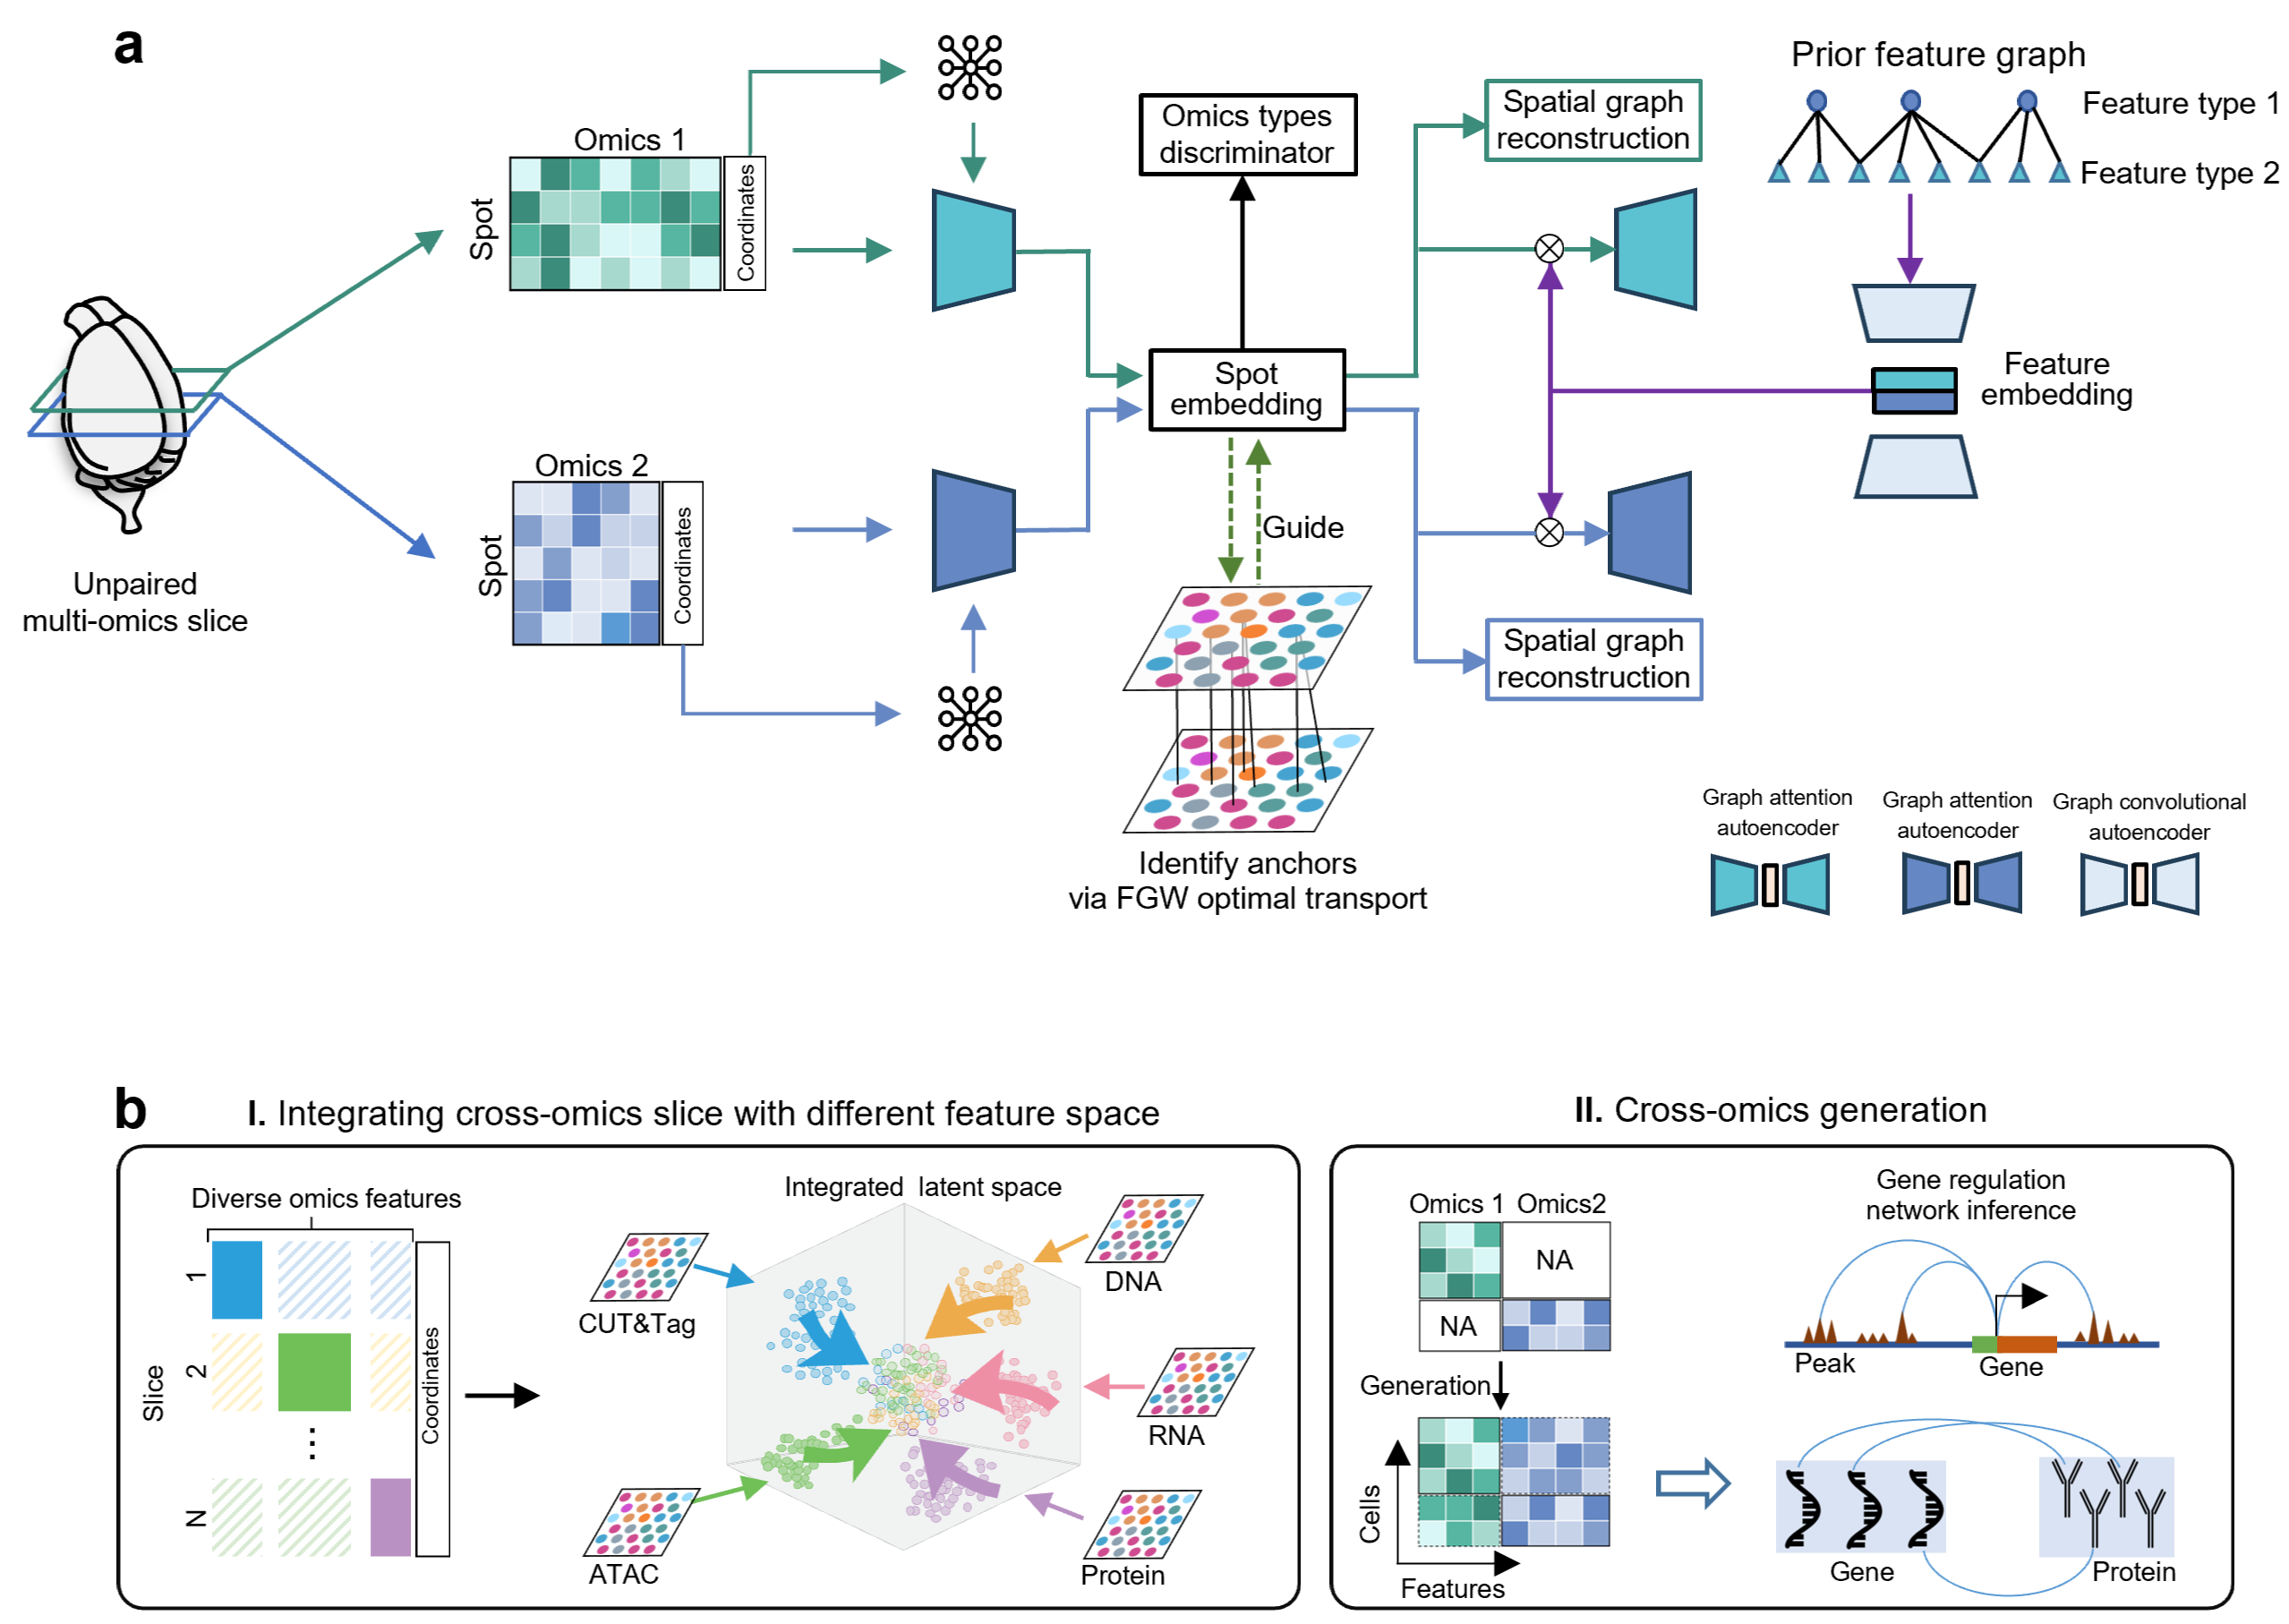 a
Unpaired
multi-omics slice
Omics 1
Spot
Coordinates
Omics 2
Spot
Coordinates
Omics types
discriminator
Spot
embedding
Guide
Identify anchors
via FGW optimal transport
Spatial graph
reconstruction
Spatial graph
reconstruction
Prior feature graph
Feature type 1
Feature type 2
Feature
embedding
Graph attention
autoencoder
Graph attention
autoencoder
Graph convolutional
autoencoder
b
I. Integrating cross-omics slice with different feature space
Diverse omics features
Slice
1
2
⋮
N
Coordinates
Integrated latent space
CUT&Tag
DNA
RNA
ATAC
Protein
II. Cross-omics generation
Omics 1 Omics2
NA
NA
Generation
Cells
Features
Gene regulation
network inference
Peak
Gene
Gene
Protein